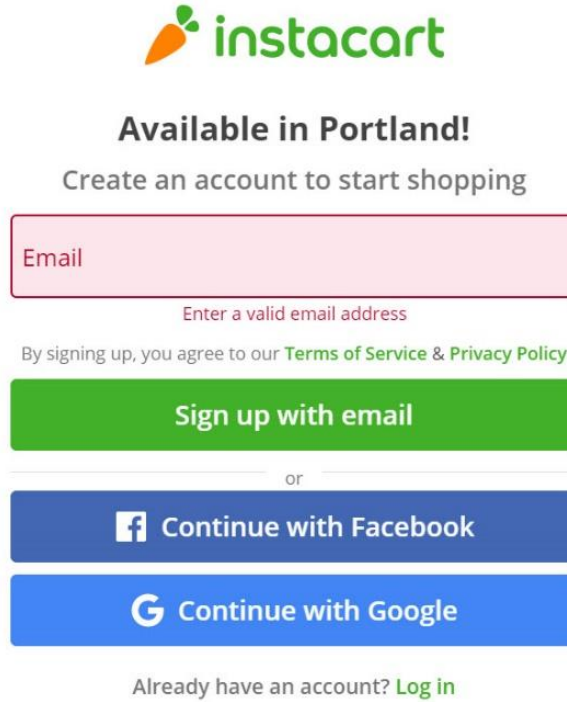 instacart
Available in Portland!
Create an account to start shopping
Email
Enter a valid email address
By signing up, you agree to our Terms of Service & Privacy Policy
Sign up with email
or
Continue with Facebook
Continue with Google
Already have an account? Log in